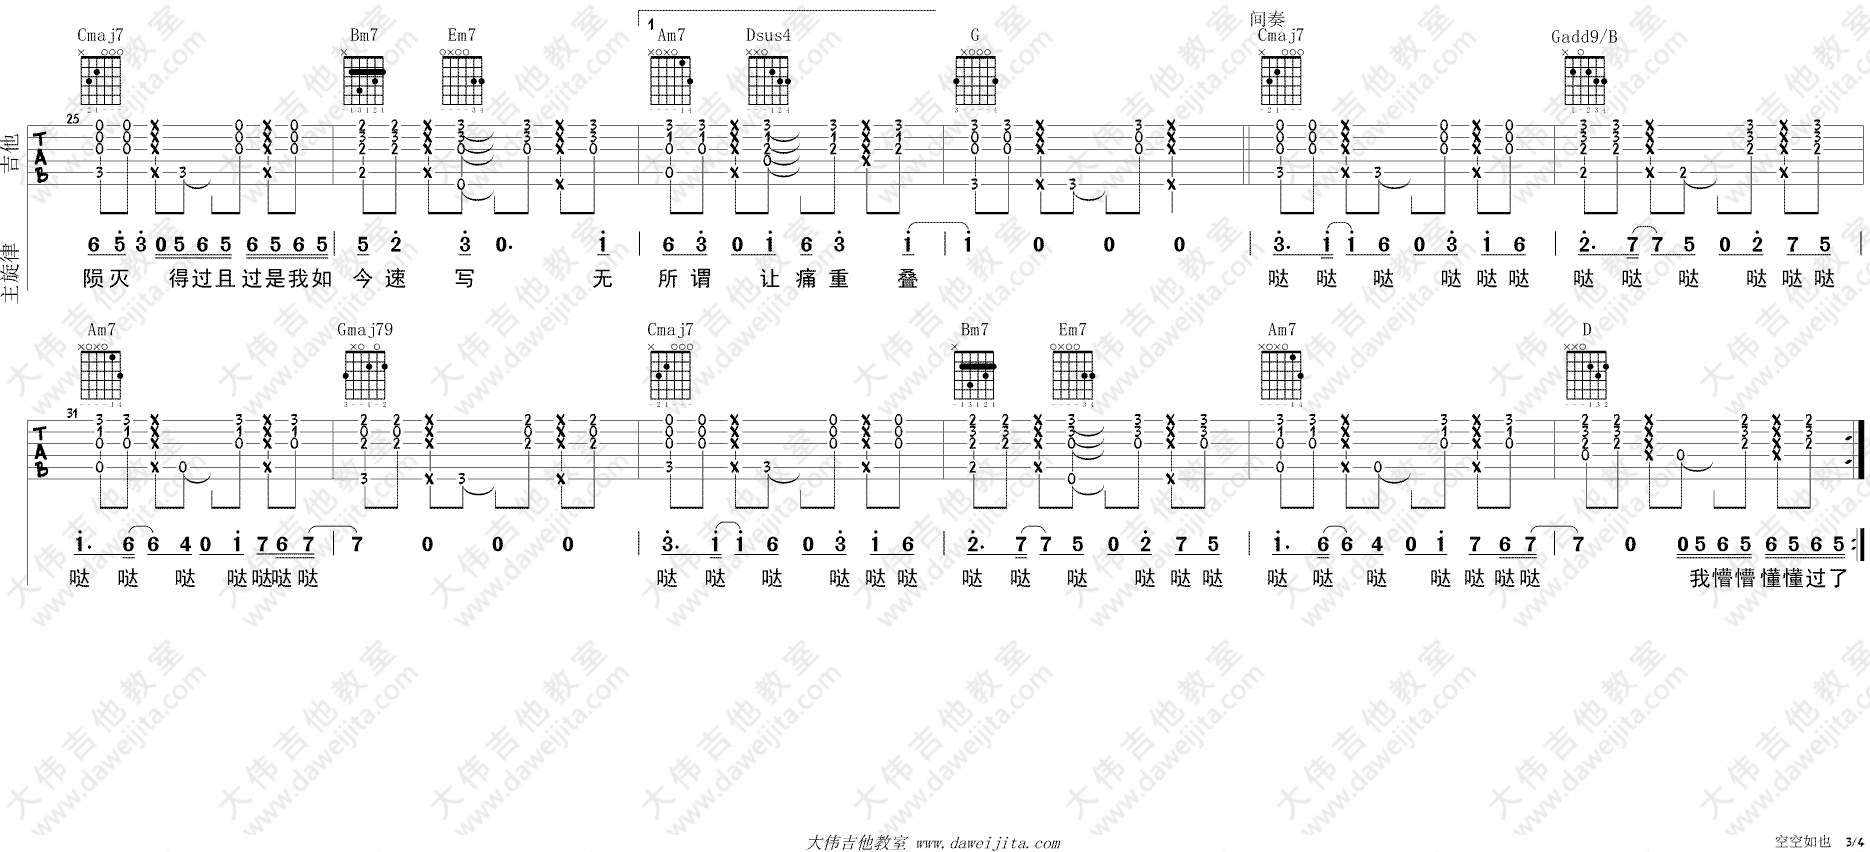 1 间奏
Cmaj7 Bm7 Em7 Am7 Dsus4 G Cmaj7 Gadd9/B
吉他 TAB 25
主旋律 6 5 3 0 5 6 5 6 5 6 5 | 5 2 3 0. 1 | 6 3 0 1 6 3 1 | 1 0 0 0 3. 1 1 6 0 3 1 6 | 2. 7 7 5 0 2 7 5 |
陨灭 得过且过是我如 今速 写 无 所谓 让痛重 叠 哒 哒 哒 哒 哒 哒 哒 哒 哒 哒 哒 哒
Am7 Gmaj79 Cmaj7 Bm7 Em7 Am7 D
TAB 31
1. 6 6 4 0 1 7 6 7 | 7 0 0 0 | 3. 1 1 6 0 3 1 6 | 2. 7 7 5 0 2 7 5 | 1. 6 6 4 0 1 7 6 7 | 7 0 0 5 6 5 6 5 6 5
哒 哒 哒 哒 哒哒 哒 哒 哒 哒 哒 哒 哒 哒 哒 哒 哒 哒 哒 哒 哒 哒 哒 哒 哒 哒 我懵懵 懂懂过了
大伟吉他教室 www.daweijita.com
空空如也 3/4